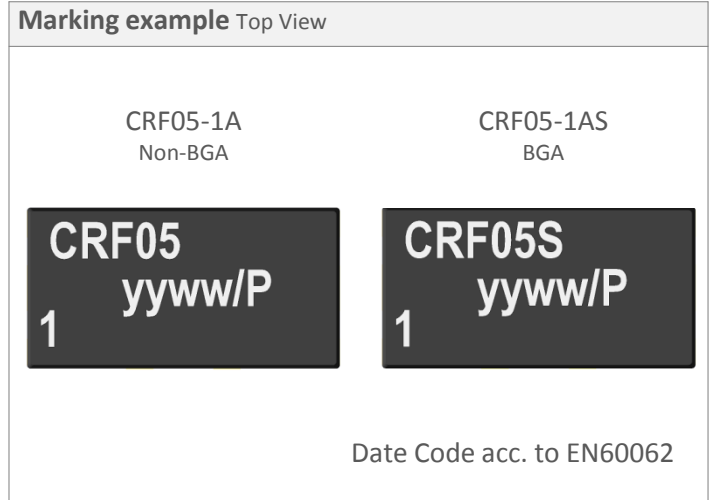 Marking example Top View
CRF05-1A
Non-BGA
CRF05-1AS
BGA
CRF05
yyww/P
1
CRF05S
yyww/P
1
Date Code acc. to EN60062